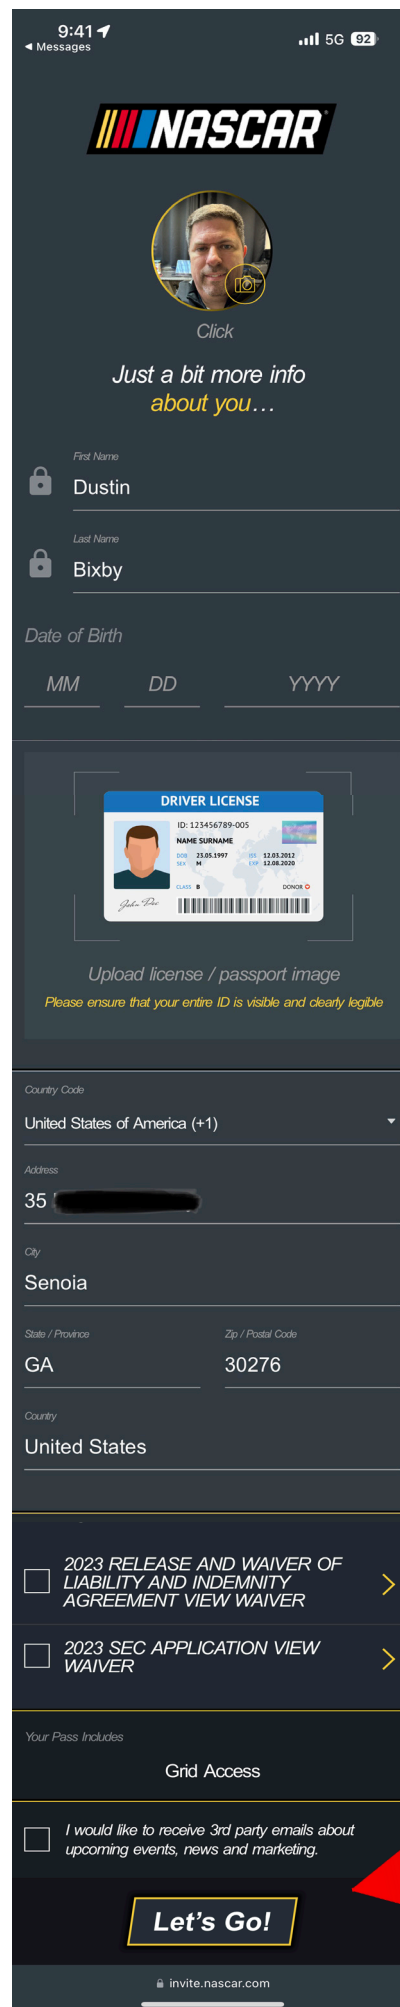 9:41
5G 92
◀ Messages
NASCAR
Click
Just a bit more info
about you...
First Name
Dustin
Last Name
Bixby
Date of Birth
MM DD YYYY
DRIVER LICENSE
ID: 123456789-005
NAME SURNAME
DOB 23.05.1997 ISS 12.03.2012
SEX M EXP 12.08.2020
CLASS B DONOR
John Doe
Upload license / passport image
Please ensure that your entire ID is visible and clearly legible
Country Code
United States of America (+1)
Address
35
City
Senoia
State / Province Zip / Postal Code
GA 30276
Country
United States
2023 RELEASE AND WAIVER OF
LIABILITY AND INDEMNITY
AGREEMENT VIEW WAIVER
2023 SEC APPLICATION VIEW
WAIVER
Your Pass Includes
Grid Access
I would like to receive 3rd party emails about
upcoming events, news and marketing.
Let's Go!
invite.nascar.com